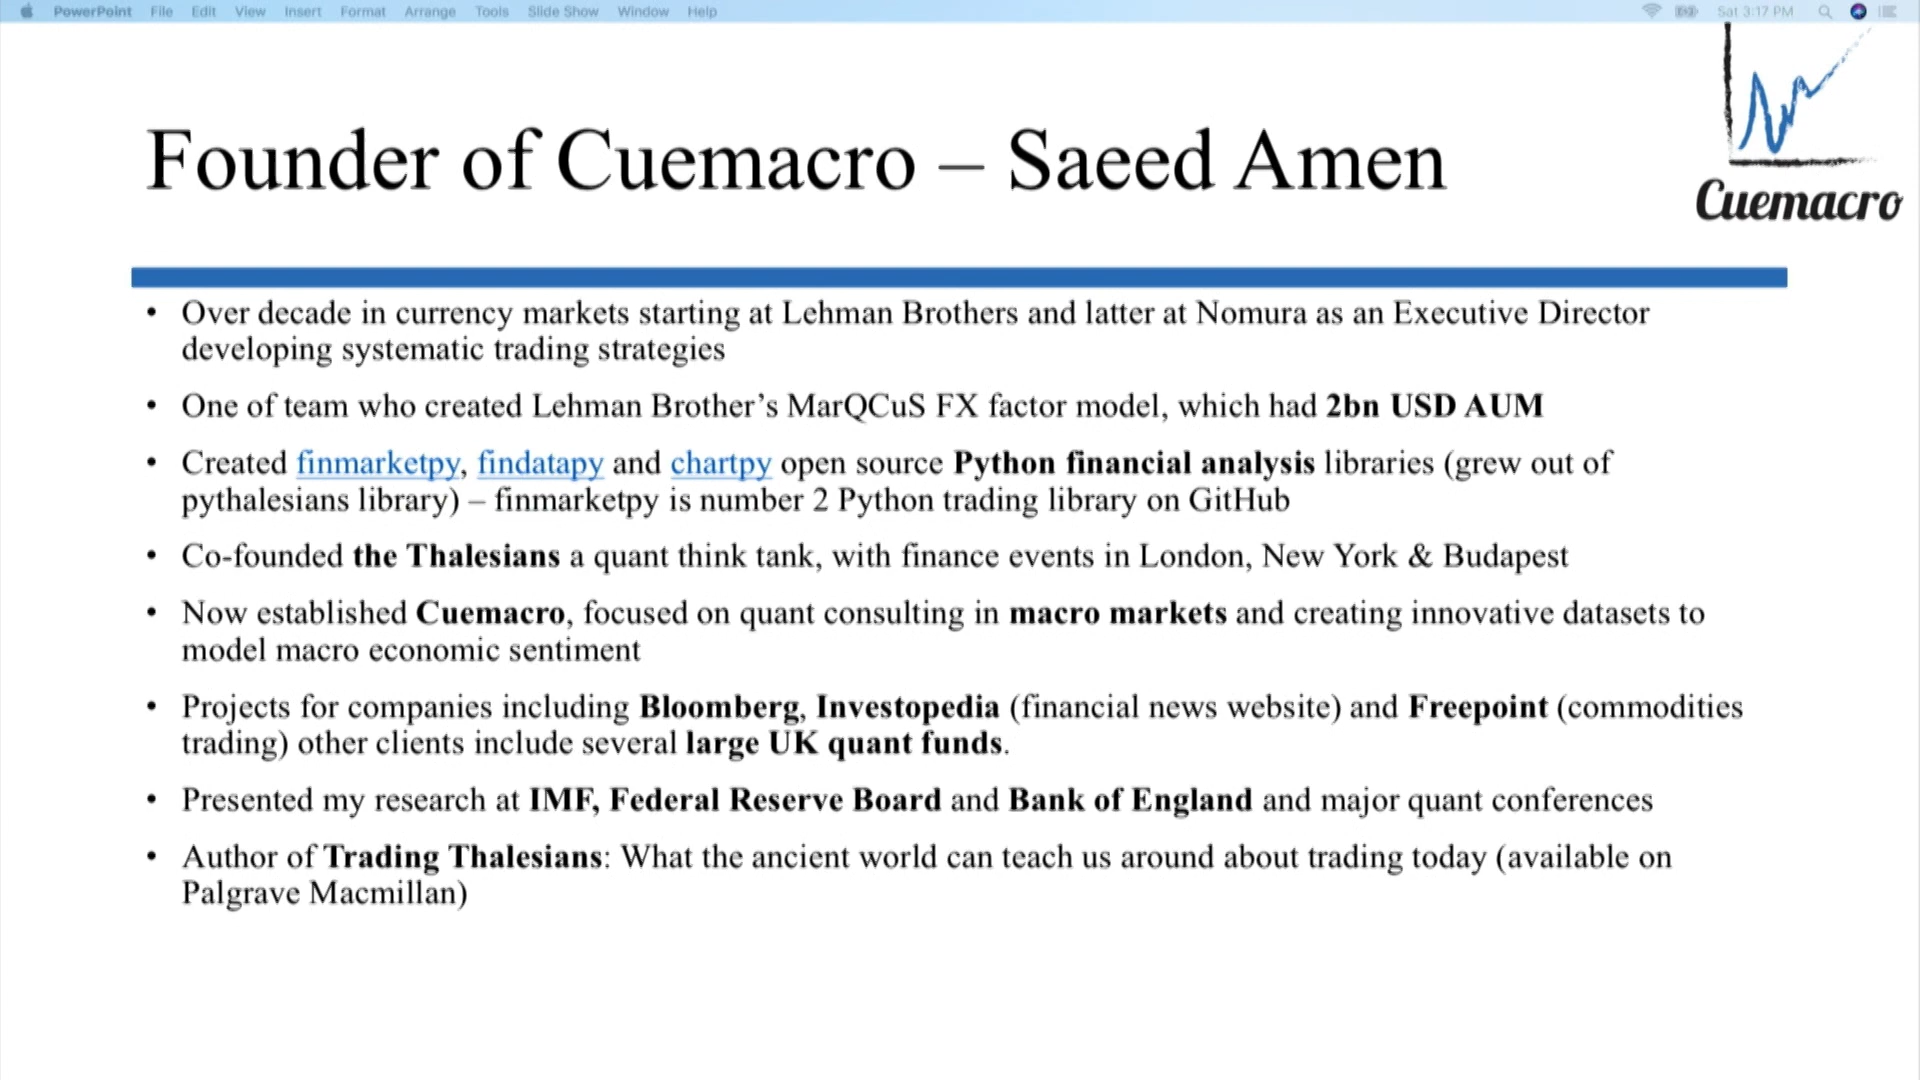 PowerPoint File Edit View Insert Format Arrange Tools Slide Show Window Help Sat 3:17 PM
Founder of Cuemacro – Saeed Amen
Cuemacro
• Over decade in currency markets starting at Lehman Brothers and latter at Nomura as an Executive Director
developing systematic trading strategies
• One of team who created Lehman Brother’s MarQCuS FX factor model, which had 2bn USD AUM
• Created finmarketpy, findatapy and chartpy open source Python financial analysis libraries (grew out of
pythalesians library) – finmarketpy is number 2 Python trading library on GitHub
• Co-founded the Thalesians a quant think tank, with finance events in London, New York & Budapest
• Now established Cuemacro, focused on quant consulting in macro markets and creating innovative datasets to
model macro economic sentiment
• Projects for companies including Bloomberg, Investopedia (financial news website) and Freepoint (commodities
trading) other clients include several large UK quant funds.
• Presented my research at IMF, Federal Reserve Board and Bank of England and major quant conferences
• Author of Trading Thalesians: What the ancient world can teach us around about trading today (available on
Palgrave Macmillan)